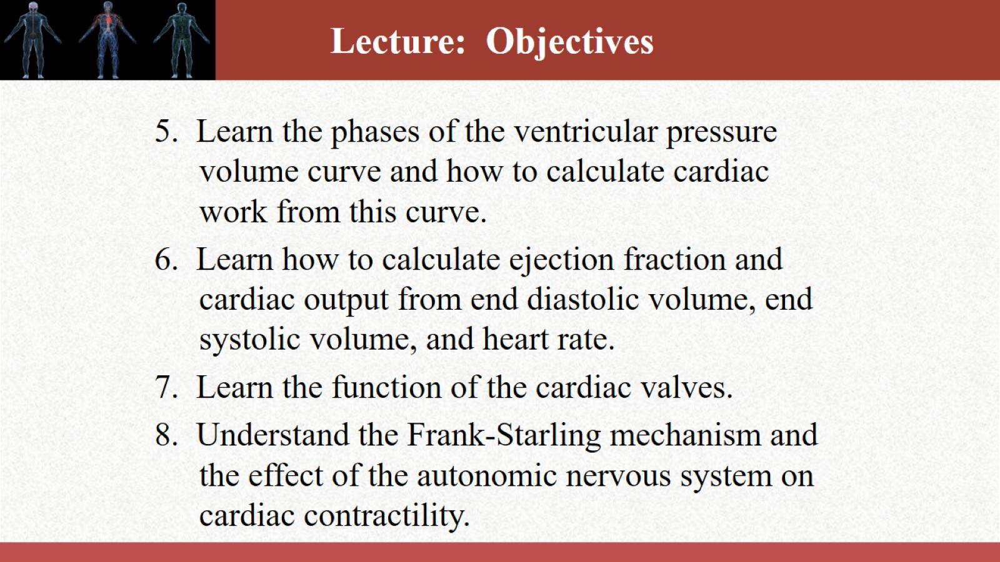 Lecture:  Objectives
5.  Learn the phases of the ventricular pressure
volume curve and how to calculate cardiac
work from this curve.
6.  Learn how to calculate ejection fraction and
cardiac output from end diastolic volume, end
systolic volume, and heart rate.
7.  Learn the function of the cardiac valves.
8.  Understand the Frank-Starling mechanism and
the effect of the autonomic nervous system on
cardiac contractility.